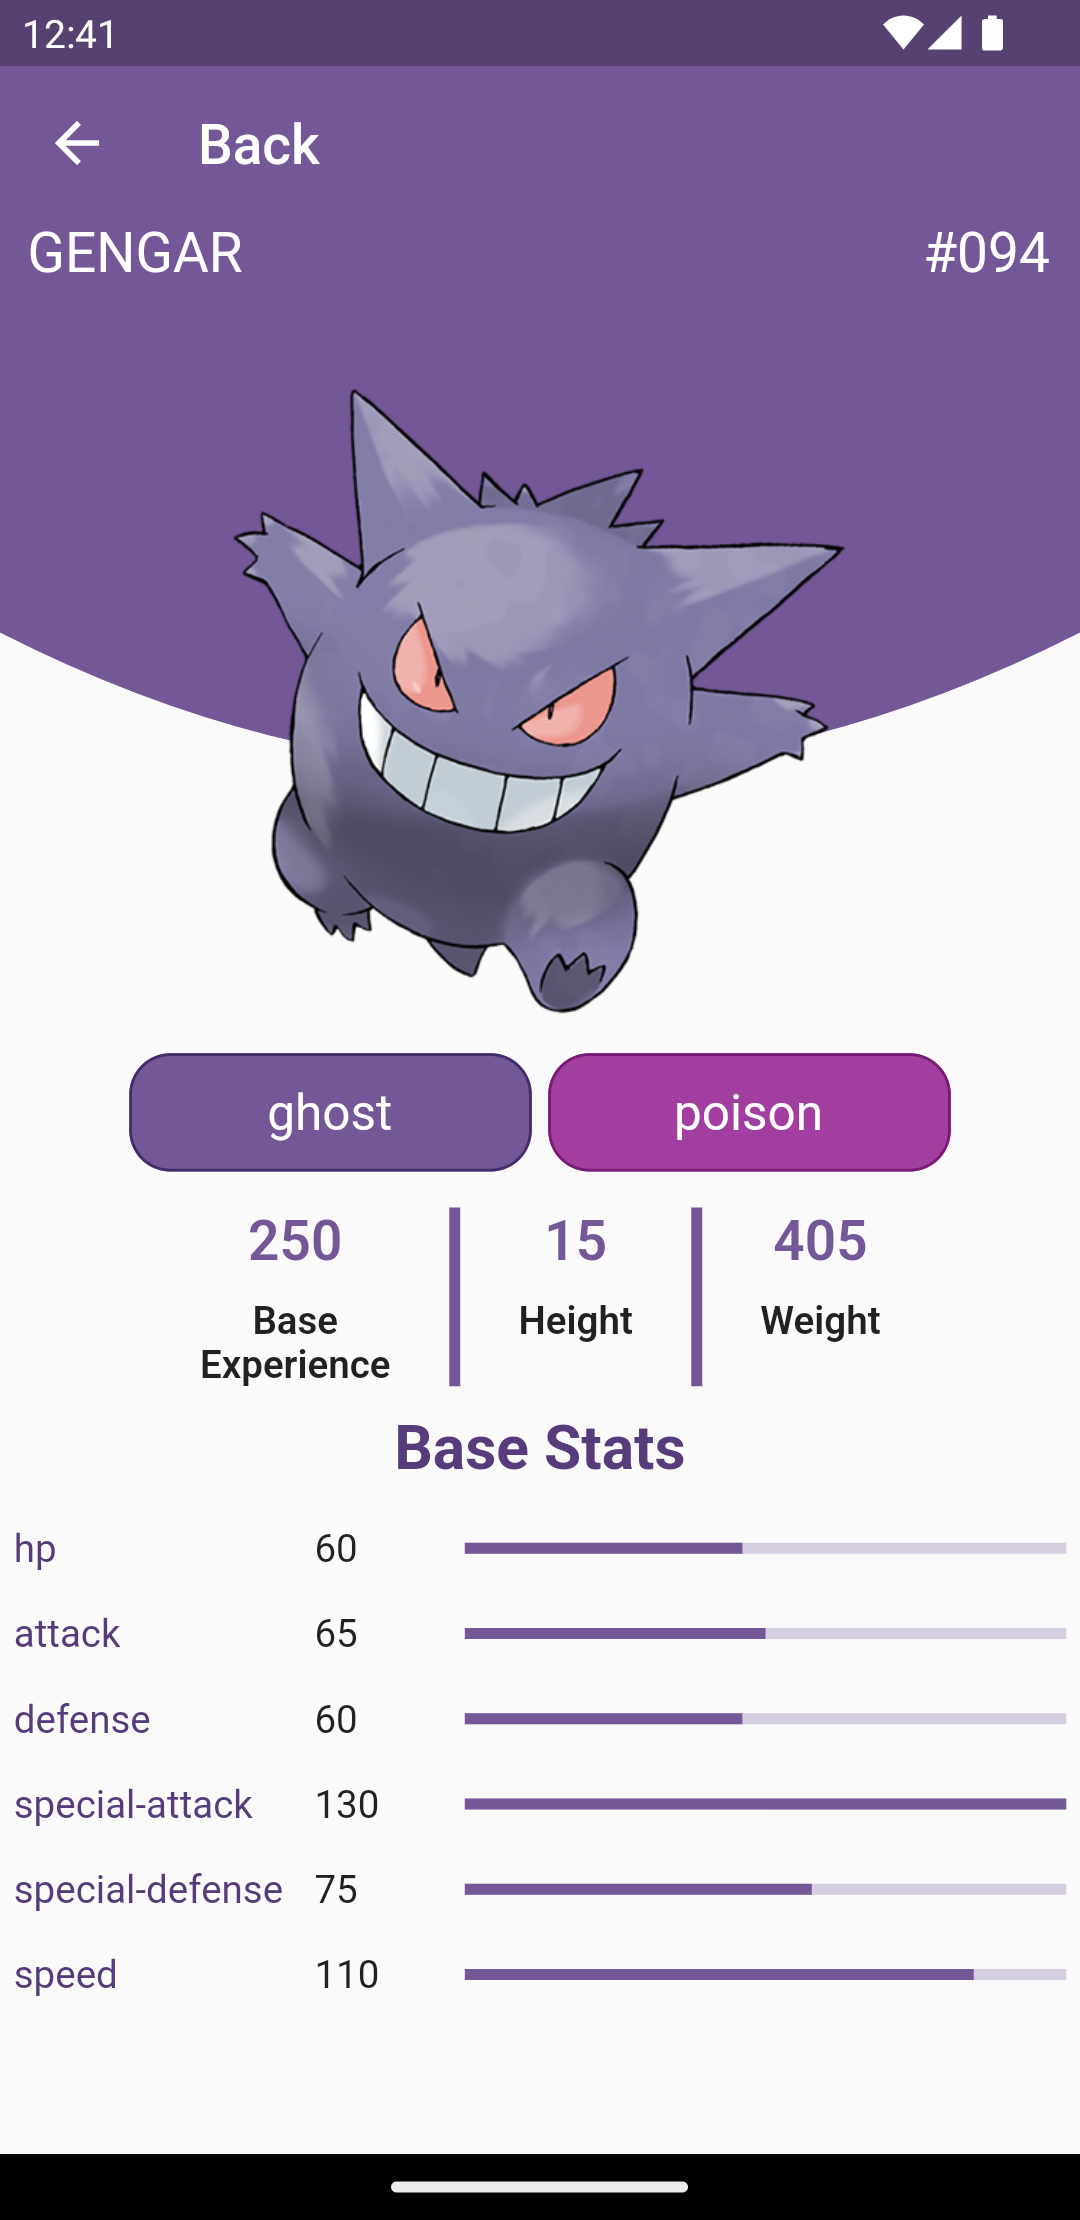 12:41
Back
GENGAR #094
ghost poison
250 15 405
Base Height Weight
Experience
Base Stats
hp 60
attack 65
defense 60
special-attack 130
special-defense 75
speed 110